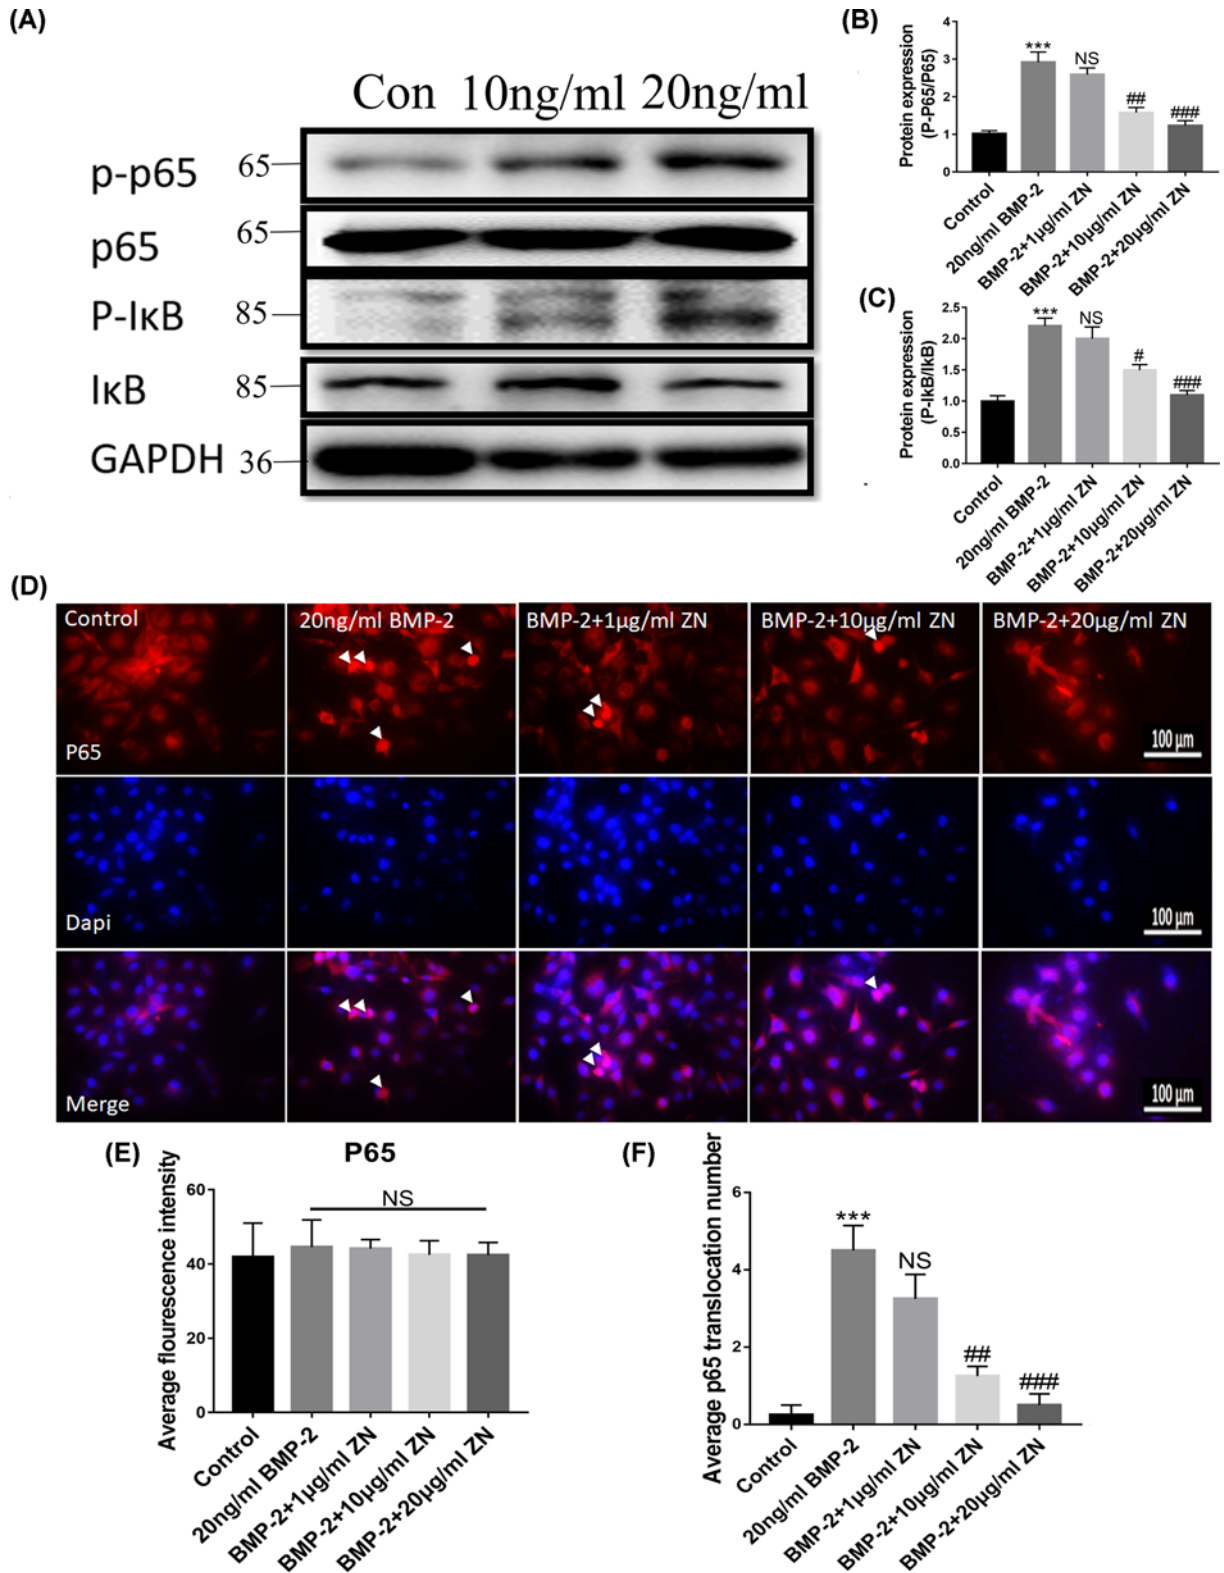 (A)
Con 10ng/ml 20ng/ml
p-p65 65
p65 65
P-IκB 85
IκB 85
GAPDH 36
(B)
Protein expression
(P-P65/P65)
4
3
2
1
0
***
NS
##
###
Control
20ng/ml BMP-2
BMP-2+1μg/ml ZN
BMP-2+10μg/ml ZN
BMP-2+20μg/ml ZN
(C)
Protein expression
(P-IkB/IkB)
2.5
2.0
1.5
1.0
0.5
0.0
***
NS
#
###
Control
20ng/ml BMP-2
BMP-2+1μg/ml ZN
BMP-2+10μg/ml ZN
BMP-2+20μg/ml ZN
(D)
Control 20ng/ml BMP-2 BMP-2+1μg/ml ZN BMP-2+10μg/ml ZN BMP-2+20μg/ml ZN
P65
100 μm
Dapi
100 μm
Merge
100 μm
(E)
P65
Average flourescence intensity
60
40
20
0
NS
Control
20ng/ml BMP-2
BMP-2+1μg/ml ZN
BMP-2+10μg/ml ZN
BMP-2+20μg/ml ZN
(F)
Average p65 translocation number
6
4
2
0
***
NS
##
###
Control
20ng/ml BMP-2
BMP-2+1μg/ml ZN
BMP-2+10μg/ml ZN
BMP-2+20μg/ml ZN